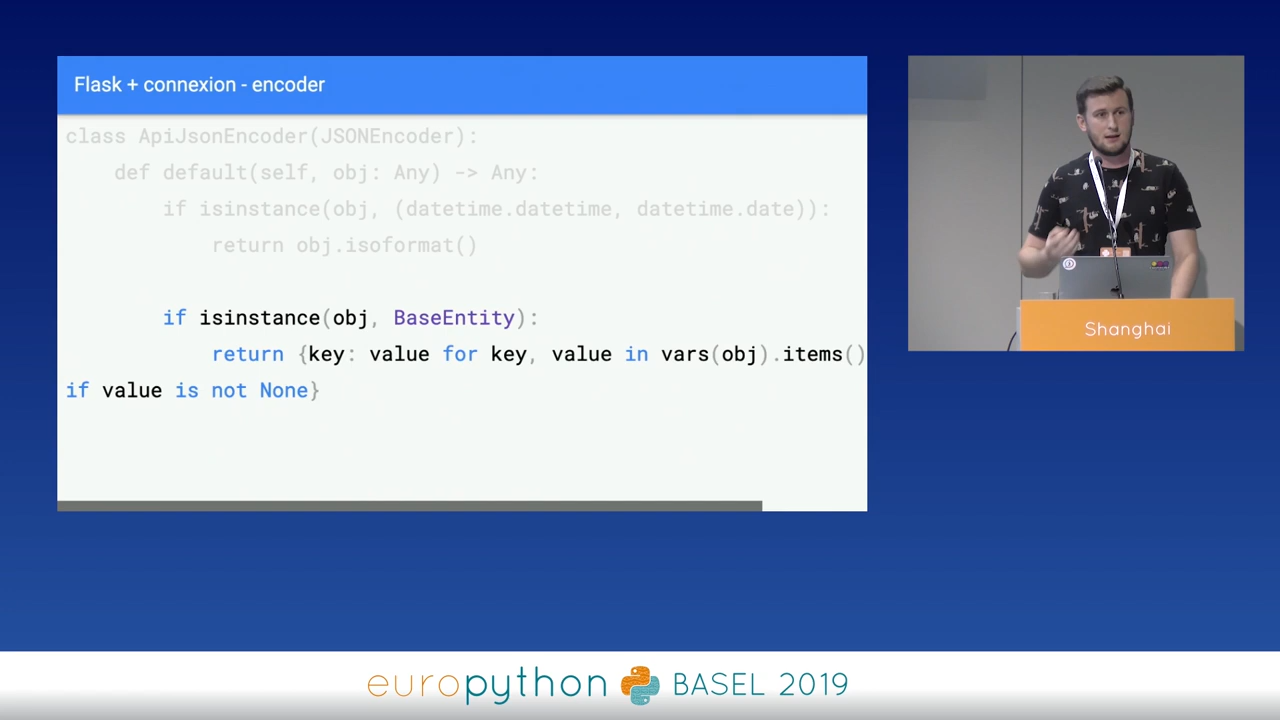 Flask + connexion - encoder
class ApiJsonEncoder(JSONEncoder):
def default(self, obj: Any) -> Any:
if isinstance(obj, (datetime.datetime, datetime.date)):
return obj.isoformat()
if isinstance(obj, BaseEntity):
return {key: value for key, value in vars(obj).items()
if value is not None}
Shanghai
europython BASEL 2019